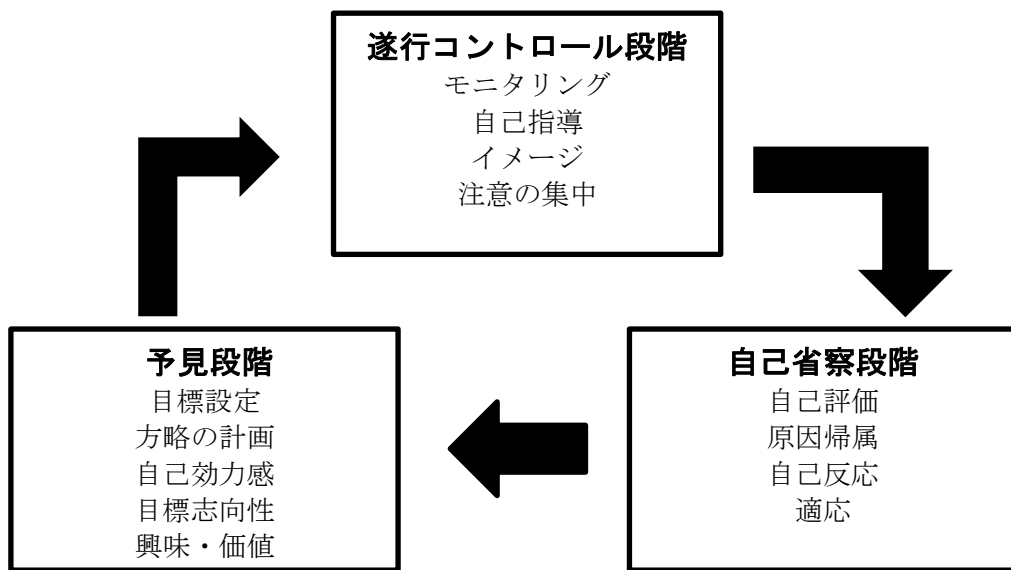 遂行コントロール段階
モニタリング
自己指導
イメージ
注意の集中
予見段階
目標設定
方略の計画
自己効力感
目標志向性
興味・価値
自己省察段階
自己評価
原因帰属
自己反応
適応